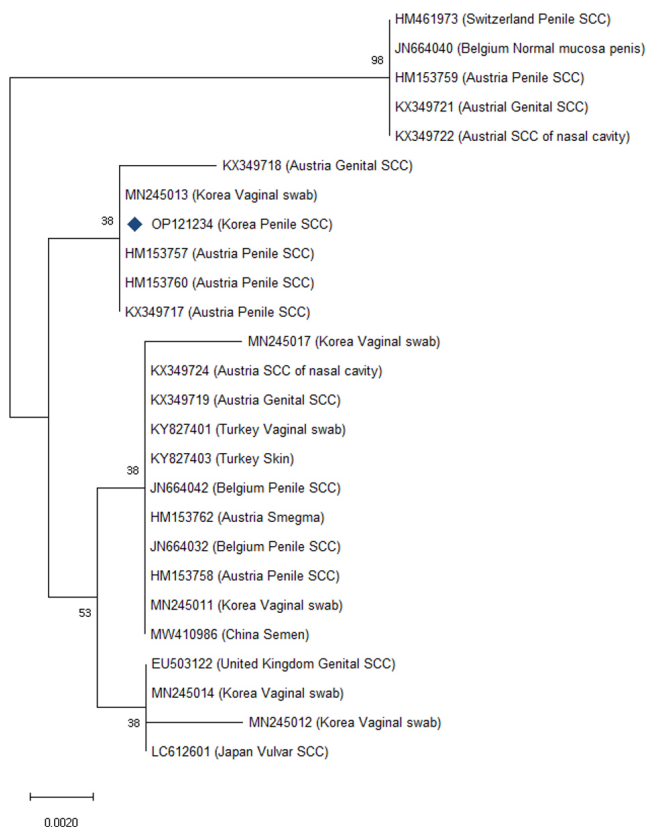 HM461973 (Switzerland Penile SCC)
JN664040 (Belgium Normal mucosa penis)
98
HM153759 (Austria Penile SCC)
KX349721 (Austrial Genital SCC)
KX349722 (Austrial SCC of nasal cavity)
KX349718 (Austria Genital SCC)
MN245013 (Korea Vaginal swab)
38
OP121234 (Korea Penile SCC)
HM153757 (Austria Penile SCC)
HM153760 (Austria Penile SCC)
KX349717 (Austria Penile SCC)
MN245017 (Korea Vaginal swab)
KX349724 (Austria SCC of nasal cavity)
KX349719 (Austria Genital SCC)
KY827401 (Turkey Vaginal swab)
KY827403 (Turkey Skin)
38
JN664042 (Belgium Penile SCC)
HM153762 (Austria Smegma)
JN664032 (Belgium Penile SCC)
HM153758 (Austria Penile SCC)
MN245011 (Korea Vaginal swab)
53
MW410986 (China Semen)
EU503122 (United Kingdom Genital SCC)
MN245014 (Korea Vaginal swab)
38
MN245012 (Korea Vaginal swab)
LC612601 (Japan Vulvar SCC)
0.0020